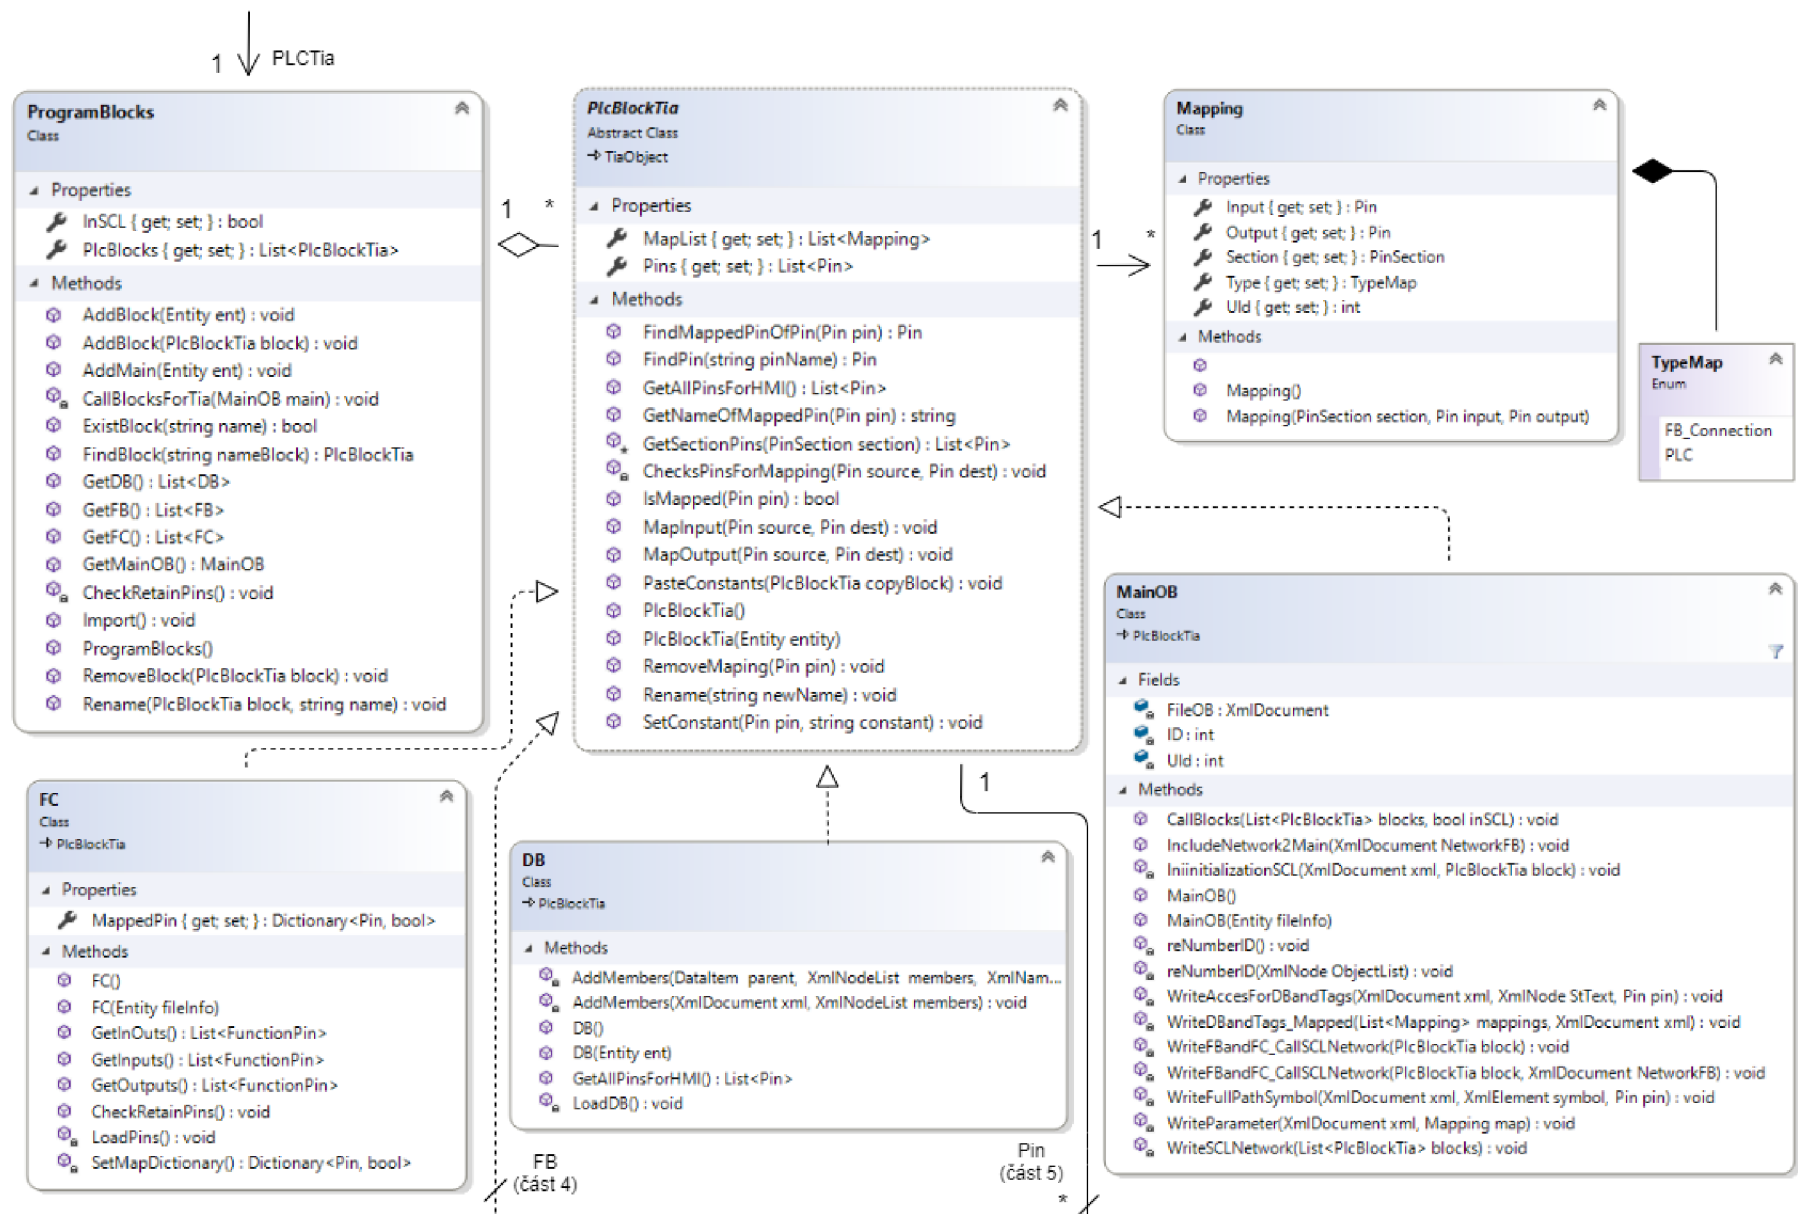 1
PLCTia
ProgramBlocks
Class
Properties
InSCL { get; set; } : bool
PlcBlocks { get; set; } : List<PlcBlockTia>
Methods
AddBlock(Entity ent) : void
AddBlock(PlcBlockTia block) : void
AddMain(Entity ent) : void
CallBlocksForTia(MainOB main) : void
ExistBlock(string name) : bool
FindBlock(string nameBlock) : PlcBlockTia
GetDB() : List<DB>
GetFB() : List<FB>
GetFC() : List<FC>
GetMainOB() : MainOB
CheckRetainPins() : void
Import() : void
ProgramBlocks()
RemoveBlock(PlcBlockTia block) : void
Rename(PlcBlockTia block, string name) : void
1 *
PlcBlockTia
Abstract Class
TiaObject
Properties
MapList { get; set; } : List<Mapping>
Pins { get; set; } : List<Pin>
Methods
FindMappedPinOfPin(Pin pin) : Pin
FindPin(string pinName) : Pin
GetAllPinsForHMI() : List<Pin>
GetNameOfMappedPin(Pin pin) : string
GetSectionPins(PinSection section) : List<Pin>
ChecksPinsForMapping(Pin source, Pin dest) : void
IsMapped(Pin pin) : bool
MapInput(Pin source, Pin dest) : void
MapOutput(Pin source, Pin dest) : void
PasteConstants(PlcBlockTia copyBlock) : void
PlcBlockTia()
PlcBlockTia(Entity entity)
RemoveMaping(Pin pin) : void
Rename(string newName) : void
SetConstant(Pin pin, string constant) : void
1 *
Mapping
Class
Properties
Input { get; set; } : Pin
Output { get; set; } : Pin
Section { get; set; } : PinSection
Type { get; set; } : TypeMap
UId { get; set; } : int
Methods
Mapping()
Mapping(PinSection section, Pin input, Pin output)
TypeMap
Enum
FB_Connection
PLC
MainOB
Class
PlcBlockTia
Fields
FileOB : XmlDocument
ID : int
UId : int
Methods
CallBlocks(List<PlcBlockTia> blocks, bool inSCL) : void
IncludeNetwork2Main(XmlDocument NetworkFB) : void
IniinitializationSCL(XmlDocument xml, PlcBlockTia block) : void
MainOB()
MainOB(Entity fileInfo)
reNumberID() : void
reNumberID(XmlNode ObjectList) : void
WriteAccesForDBandTags(XmlDocument xml, XmlNode StText, Pin pin) : void
WriteDBandTags_Mapped(List<Mapping> mappings, XmlDocument xml) : void
WriteFBandFC_CallSCLNetwork(PlcBlockTia block) : void
WriteFBandFC_CallSCLNetwork(PlcBlockTia block, XmlDocument NetworkFB) : void
WriteFullPathSymbol(XmlDocument xml, XmlElement symbol, Pin pin) : void
WriteParameter(XmlDocument xml, Mapping map) : void
WriteSCLNetwork(List<PlcBlockTia> blocks) : void
FC
Class
PlcBlockTia
Properties
MappedPin { get; set; } : Dictionary<Pin, bool>
Methods
FC()
FC(Entity fileInfo)
GetInOuts() : List<FunctionPin>
GetInputs() : List<FunctionPin>
GetOutputs() : List<FunctionPin>
CheckRetainPins() : void
LoadPins() : void
SetMapDictionary() : Dictionary<Pin, bool>
1
DB
Class
PlcBlockTia
Methods
AddMembers(DataItem parent, XmlNodeList members, XmlNam...
AddMembers(XmlDocument xml, XmlNodeList members) : void
DB()
DB(Entity ent)
GetAllPinsForHMI() : List<Pin>
LoadDB() : void
FB
(část 4)
Pin
(část 5)
*